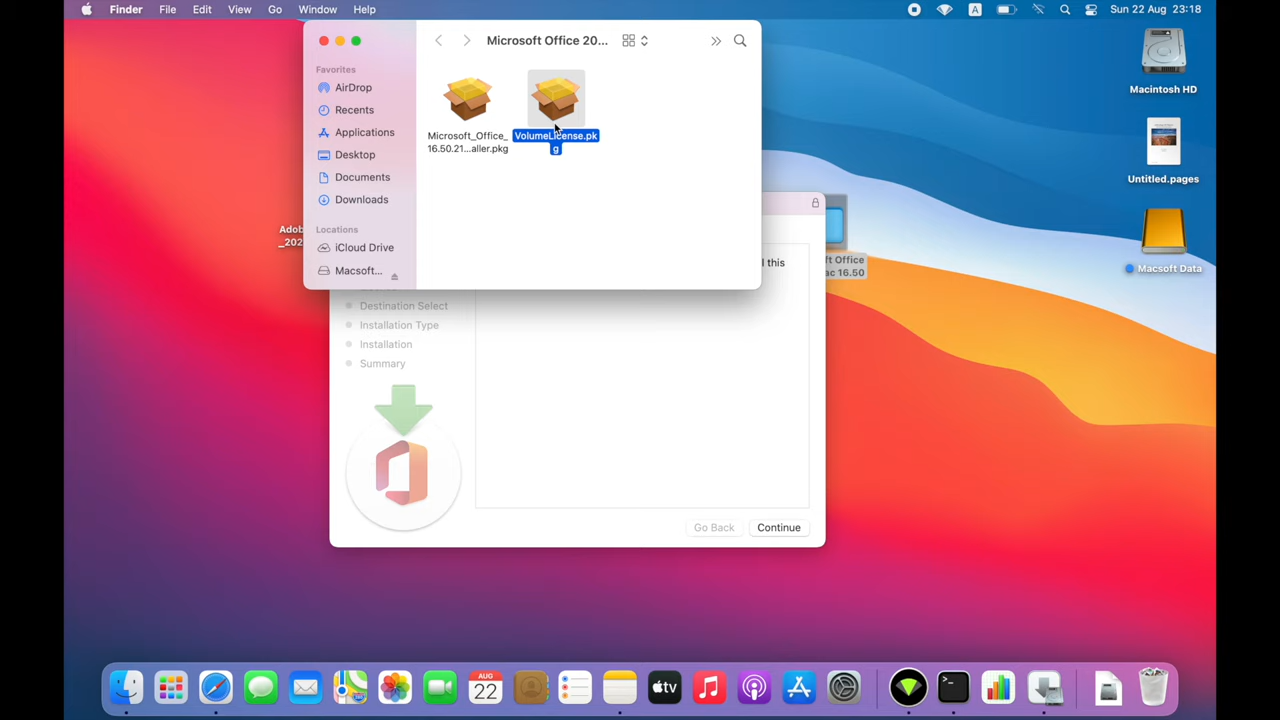 Finder File Edit View Go Window Help
A
Sun 22 Aug 23:18
Microsoft Office 20...
Favorites
AirDrop
Recents
Applications
Desktop
Documents
Downloads
Locations
iCloud Drive
Macsoft...
Microsoft_Office_
16.50.21...aller.pkg
VolumeLicense.pk
g
Macintosh HD
Untitled.pages
Macsoft Data
Adob
_202
ft Office
ac 16.50
l this
Destination Select
Installation Type
Installation
Summary
Go Back
Continue
AUG
22
tv
>_